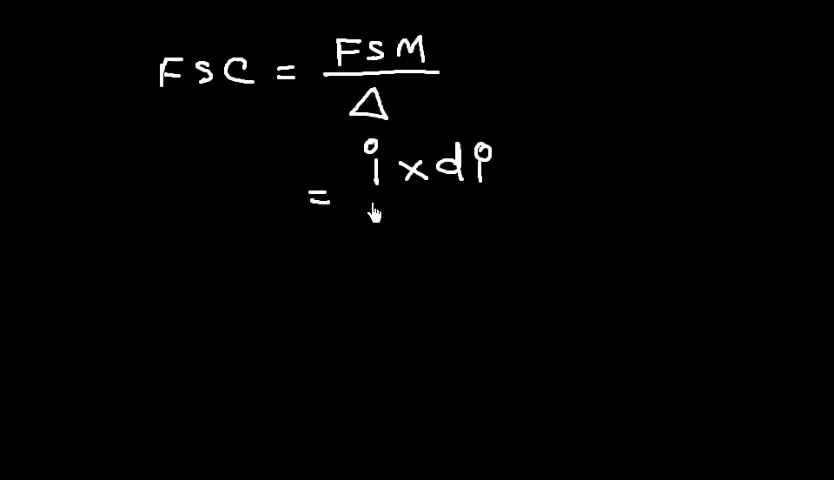 FSC = FSM / Δ
= i × di